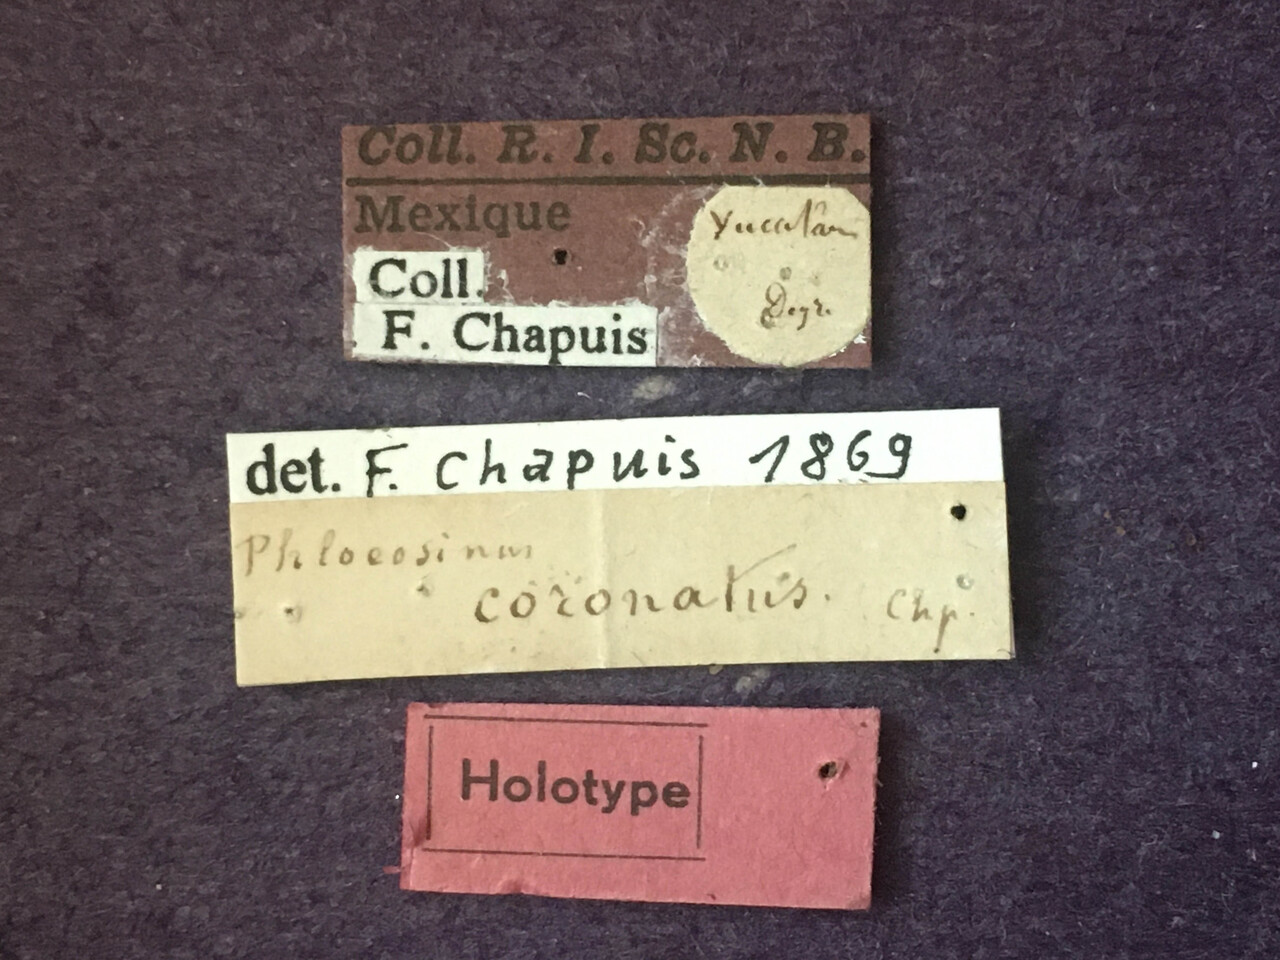 Coll. R. I. Sc. N. B.
Mexique
Coll.
F. Chapuis
Yucatan
Deyr.
det. F. Chapuis 1869
Phloeosinus
coronatus. Chp.
Holotype